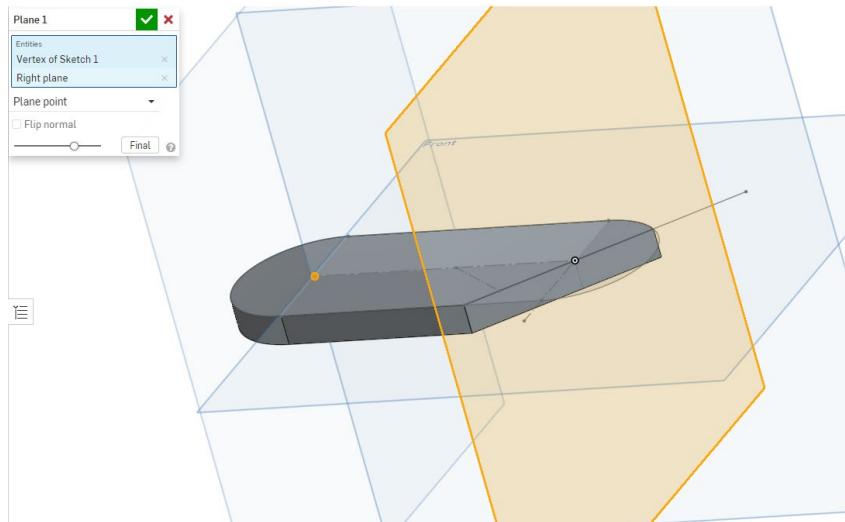 Plane 1
Entities
Vertex of Sketch 1
Right plane
Plane point
Flip normal
Final
Front